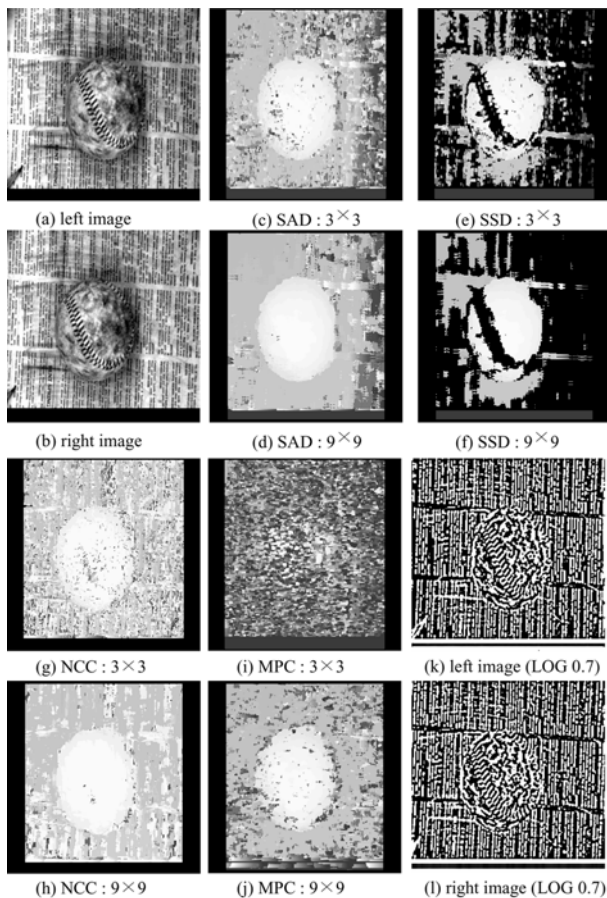 (a) left image
(c) SAD : 3×3
(e) SSD : 3×3
(b) right image
(d) SAD : 9×9
(f) SSD : 9×9
(g) NCC : 3×3
(i) MPC : 3×3
(k) left image (LOG 0.7)
(h) NCC : 9×9
(j) MPC : 9×9
(l) right image (LOG 0.7)